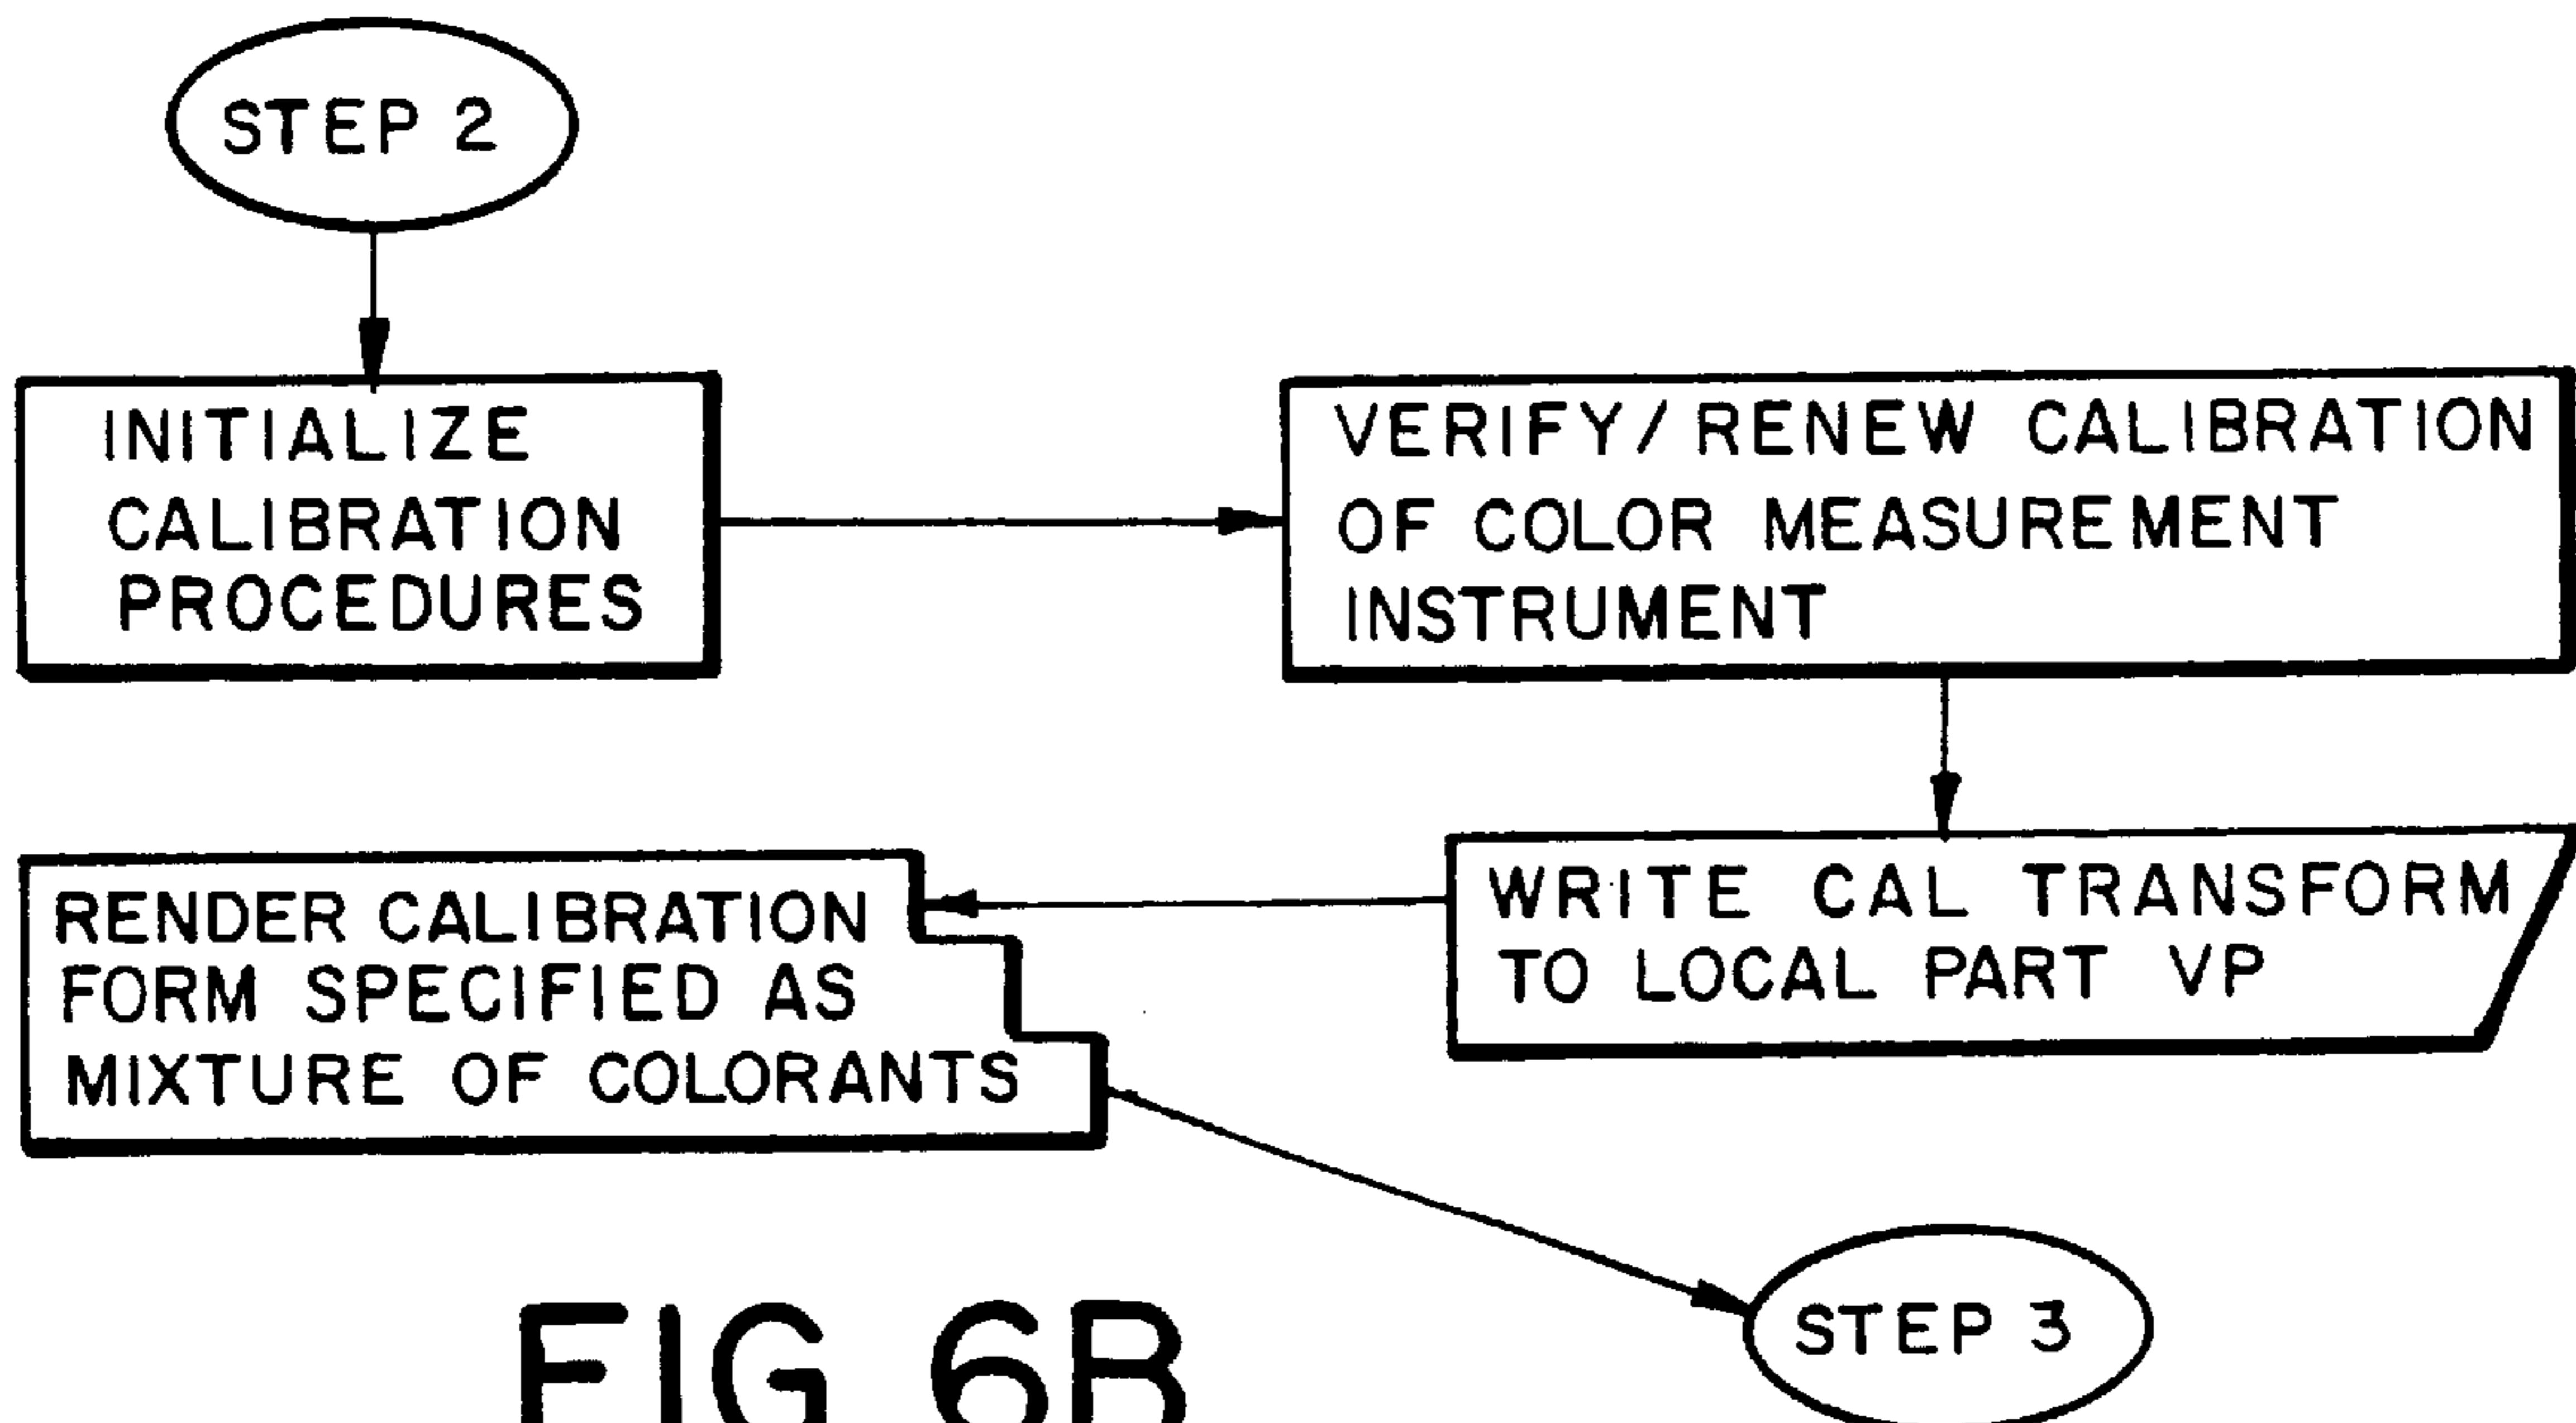 STEP 2
INITIALIZE
CALIBRATION
PROCEDURES
VERIFY/RENEW CALIBRATION
OF COLOR MEASUREMENT
INSTRUMENT
WRITE CAL TRANSFORM
TO LOCAL PART VP
RENDER CALIBRATION
FORM SPECIFIED AS
MIXTURE OF COLORANTS
STEP 3
FIG 6B